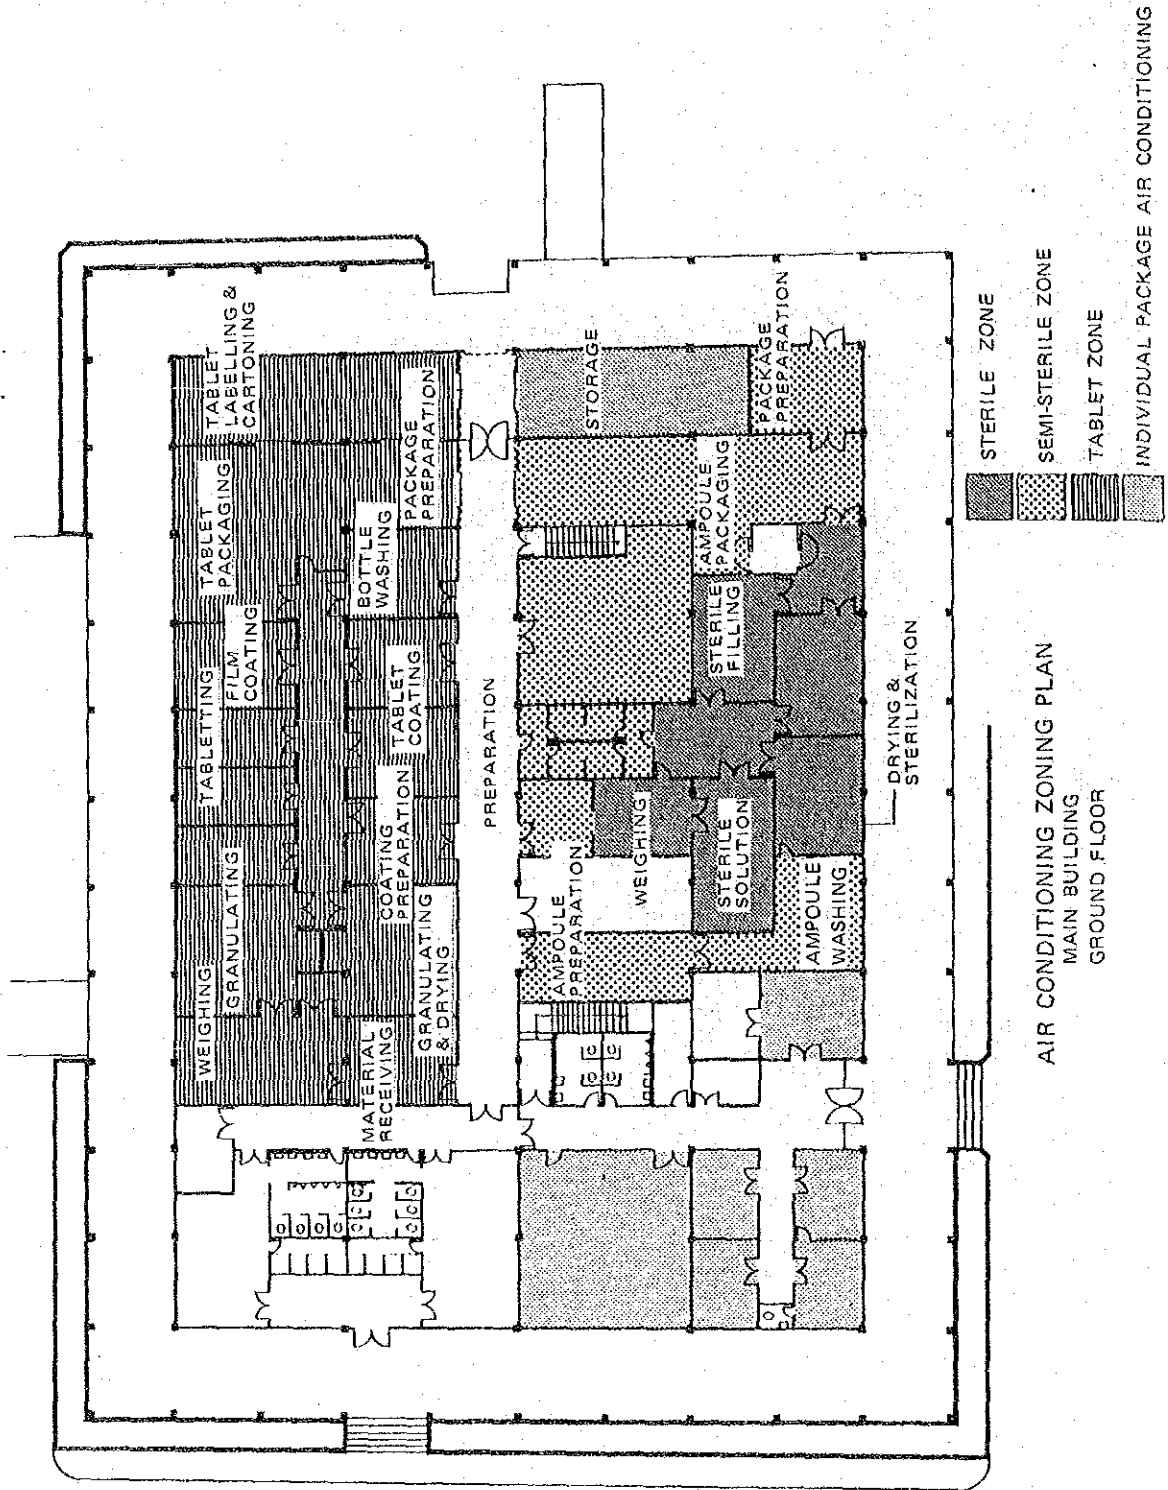 WEIGHING
GRANULATING
TABLETTING
FILM
COATING
TABLET
PACKAGING
TABLET
LABELLING &
CARTONING
MATERIAL
RECEIVING
GRANULATING
& DRYING
COATING
PREPARATION
TABLET
COATING
BOTTLE
WASHING
PACKAGE
PREPARATION
PREPARATION
AMPOULE
PREPARATION
WEIGHING
STERILE
SOLUTION
STERILE
FILLING
AMPOULE
PACKAGING
STORAGE
PACKAGE
PREPARATION
AMPOULE
WASHING
DRYING &
STERILIZATION
STERILE ZONE
SEMI-STERILE ZONE
TABLET ZONE
INDIVIDUAL PACKAGE AIR CONDITIONING
AIR CONDITIONING ZONING PLAN
MAIN BUILDING
GROUND FLOOR